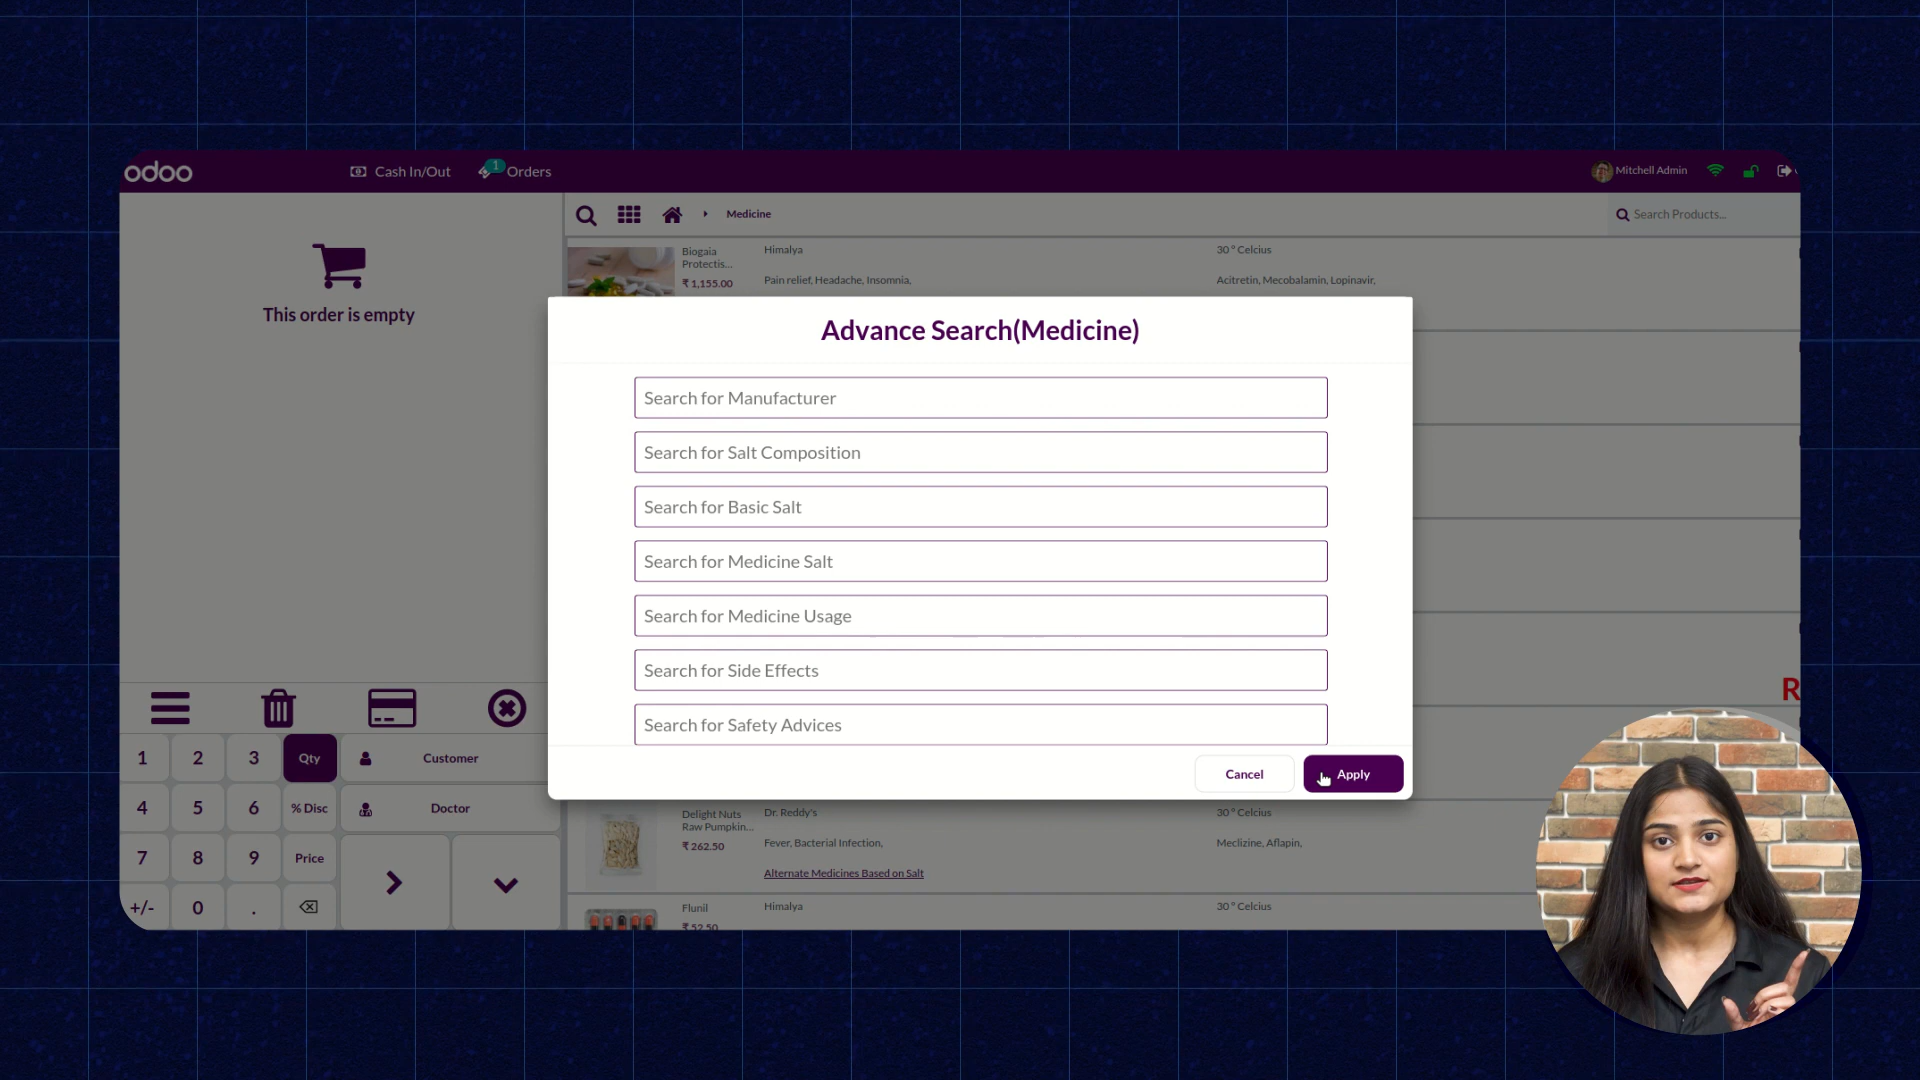 odoo
Cash In/Out
1
Orders
Mitchell Admin
This order is empty
Medicine
Search Products...
Biogaia
Protectis...
₹ 1,155.00
Himalya
30 ° Celcius
Pain relief, Headache, Insomnia,
Acitretin, Mecobalamin, Lopinavir,
Advance Search(Medicine)
Search for Manufacturer
Search for Salt Composition
Search for Basic Salt
Search for Medicine Salt
Search for Medicine Usage
Search for Side Effects
Search for Safety Advices
Cancel
Apply
R
1
2
3
Qty
Customer
4
5
6
% Disc
Doctor
7
8
9
Price
+/-
0
.
Delight Nuts
Raw Pumpkin...
₹ 262.50
Dr. Reddy's
30 ° Celcius
Fever, Bacterial Infection,
Meclizine, Aflapin,
Alternate Medicines Based on Salt
Flunil
₹ 52.50
Himalya
30 ° Celcius